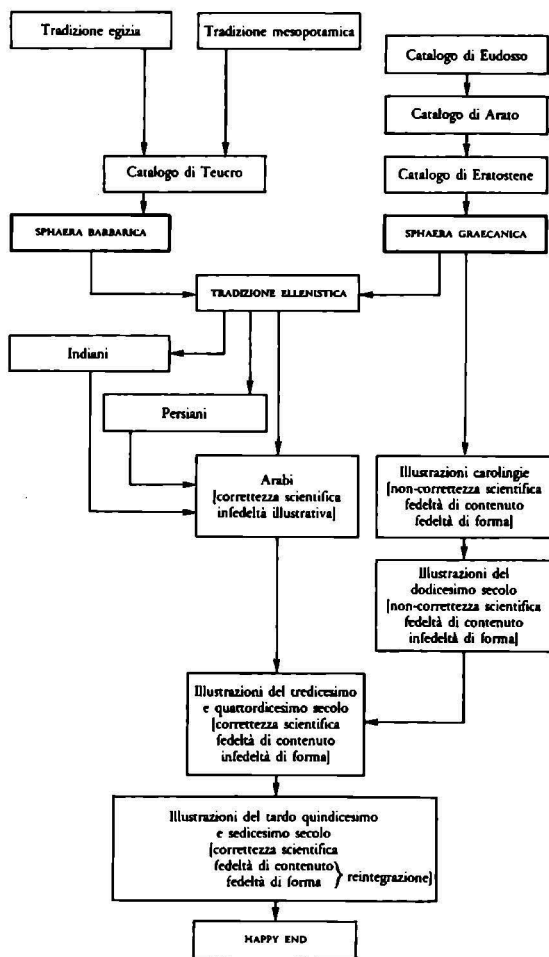 Tradizione egizia
Tradizione mesopotamica
Catalogo di Eudosso
Catalogo di Arato
Catalogo di Teucro
Catalogo di Eratostene
SPHAERA BARBARICA
SPHAERA GRAECANICA
TRADIZIONE ELLENISTICA
Indiani
Persiani
Arabi
[correttezza scientifica
infedeltà illustrativa]
Illustrazioni carolingie
[non-correttezza scientifica
fedeltà di contenuto
fedeltà di forma]
Illustrazioni del
dodicesimo secolo
[non-correttezza scientifica
fedeltà di contenuto
infedeltà di forma]
Illustrazioni del tredicesimo
e quattordicesimo secolo
[correttezza scientifica
fedeltà di contenuto
infedeltà di forma]
Illustrazioni del tardo quindicesimo
e sedicesimo secolo
[correttezza scientifica
fedeltà di contenuto
fedeltà di forma } reintegrazione]
HAPPY END